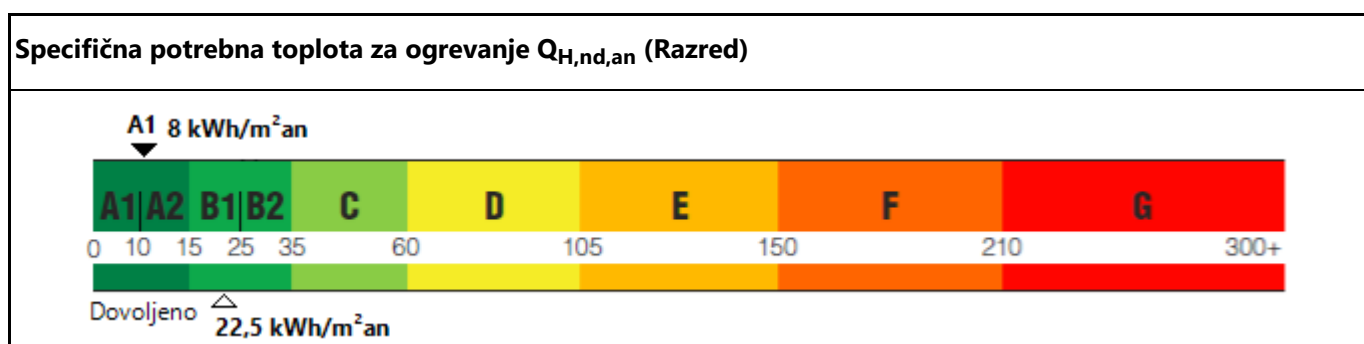 Specifična potrebna toplota za ogrevanje Q_H,nd,an (Razred)
A1 8 kWh/m²an
A1 A2 B1 B2 C D E F G
0 10 15 25 35 60 105 150 210 300+
Dovoljeno
22,5 kWh/m²an